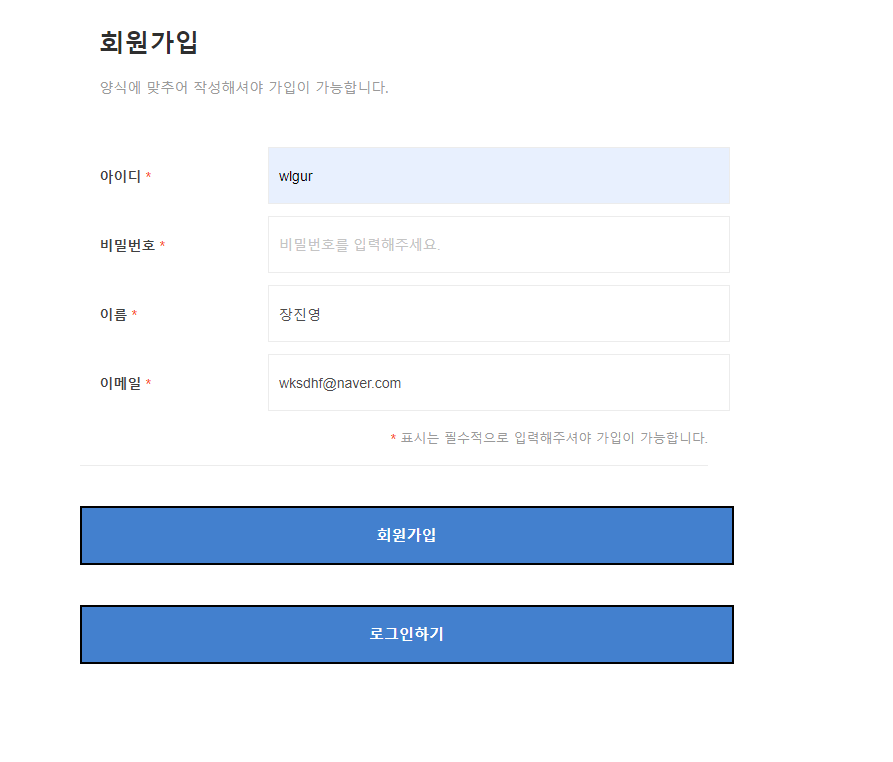 회원가입
양식에 맞추어 작성해셔야 가입이 가능합니다.
아이디 * wlgur
비밀번호 * 비밀번호를 입력해주세요.
이름 * 장진영
이메일 * wksdhf@naver.com
* 표시는 필수적으로 입력해주셔야 가입이 가능합니다.
회원가입
로그인하기